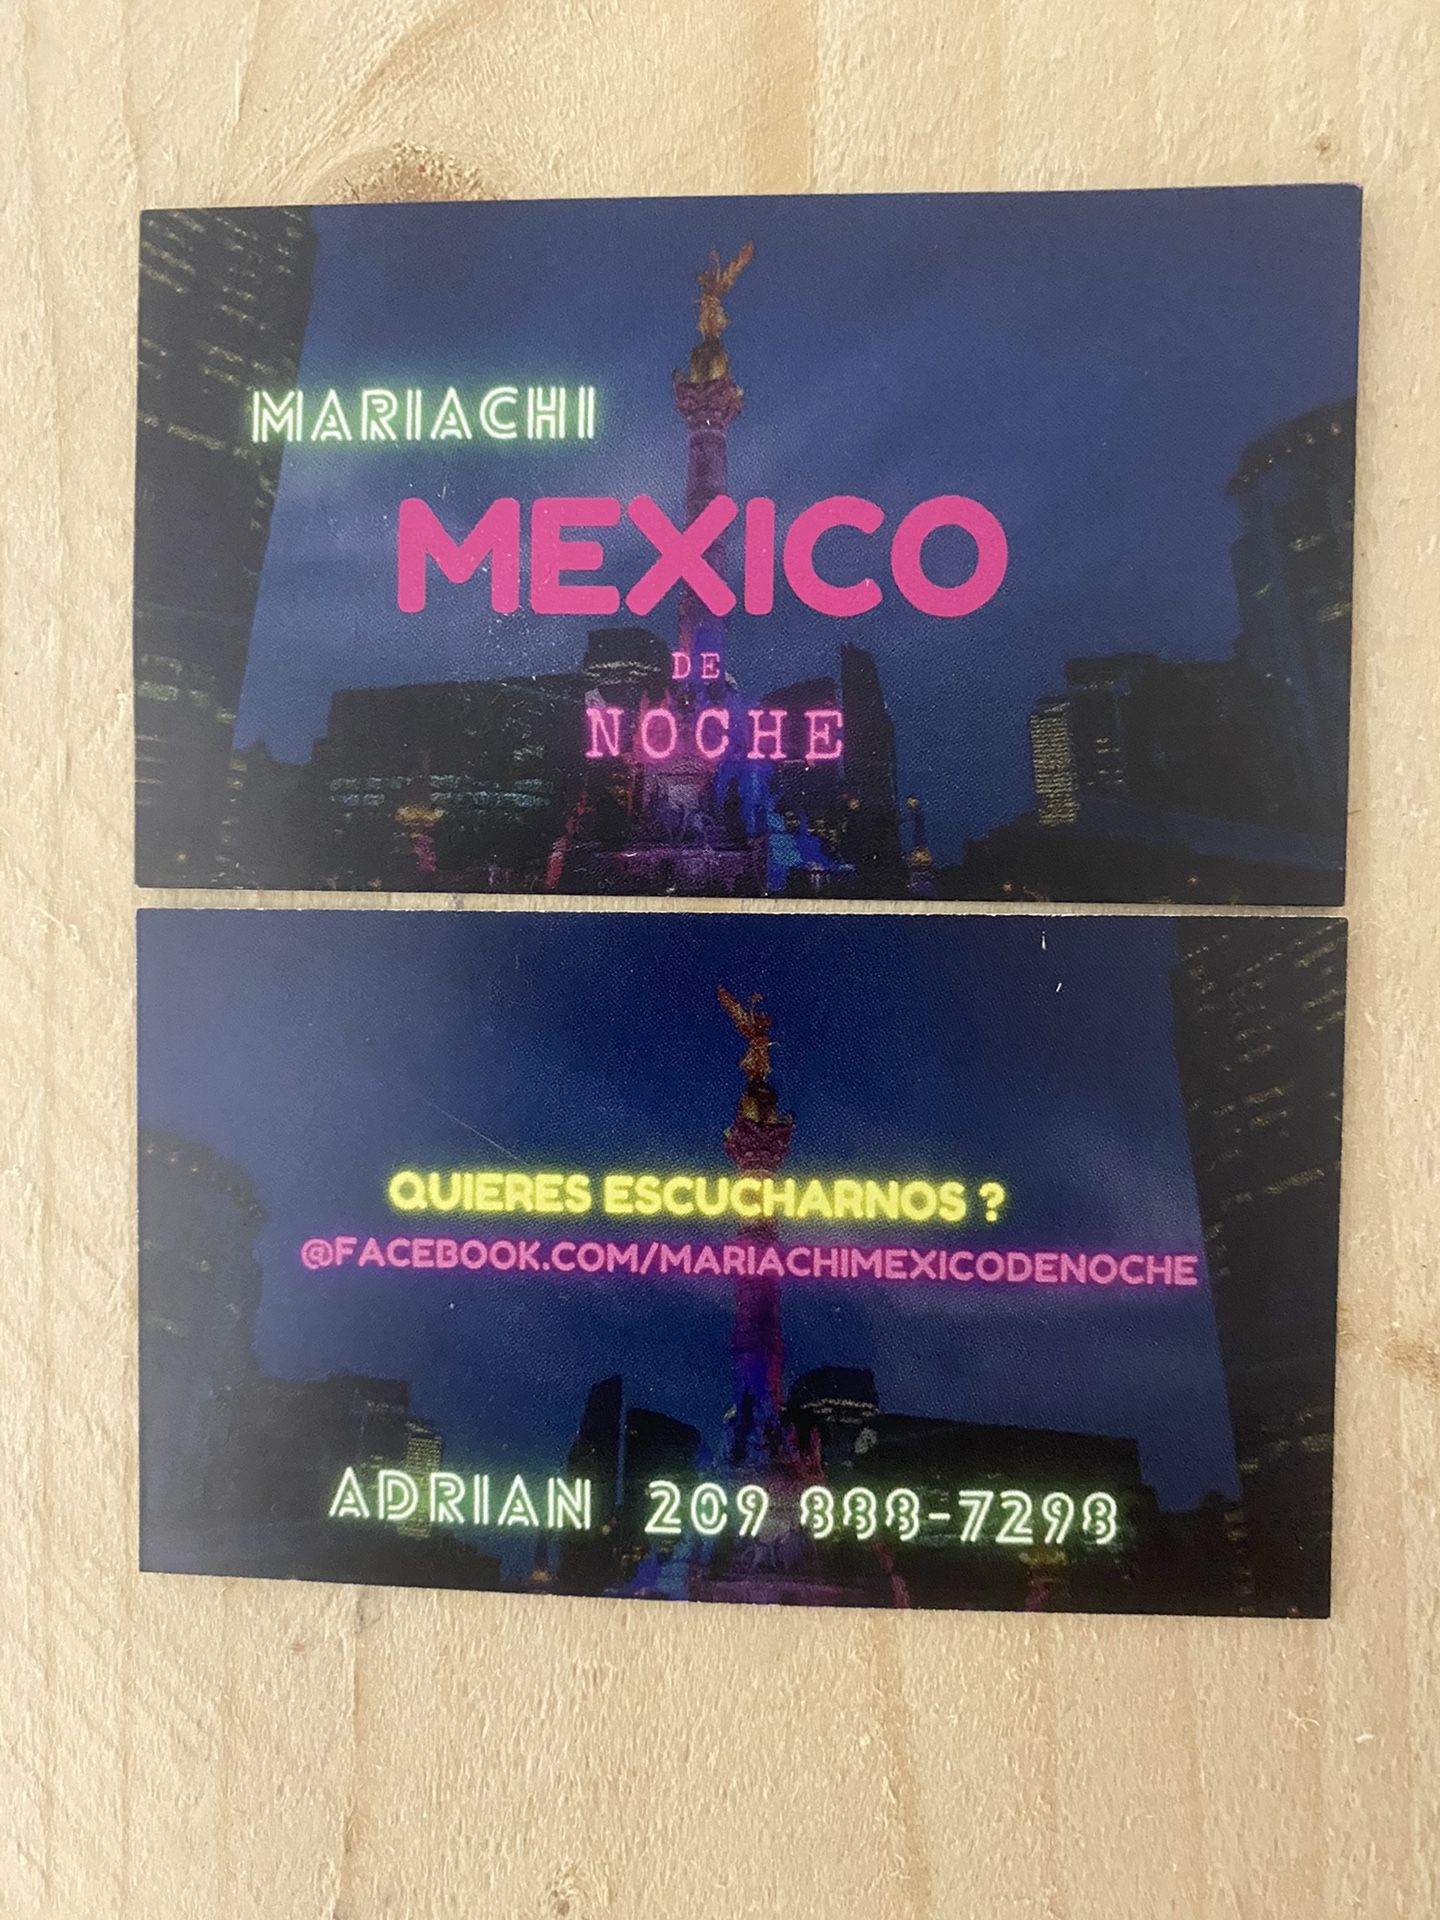 MARIACHI
MEXICO
DE
NOCHE
QUIERES ESCUCHARNOS ?
@FACEBOOK.COM/MARIACHIMEXICODENOCHE
ADRIAN 209 888-7298